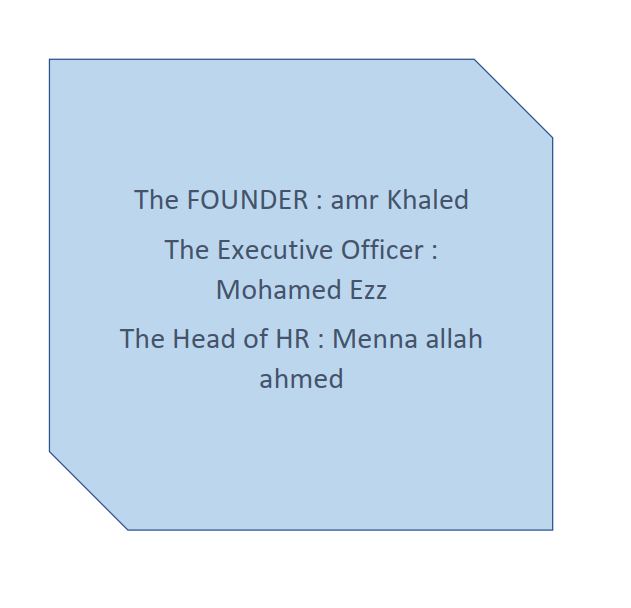 The FOUNDER : amr Khaled
The Executive Officer :
Mohamed Ezz
The Head of HR : Menna allah
ahmed